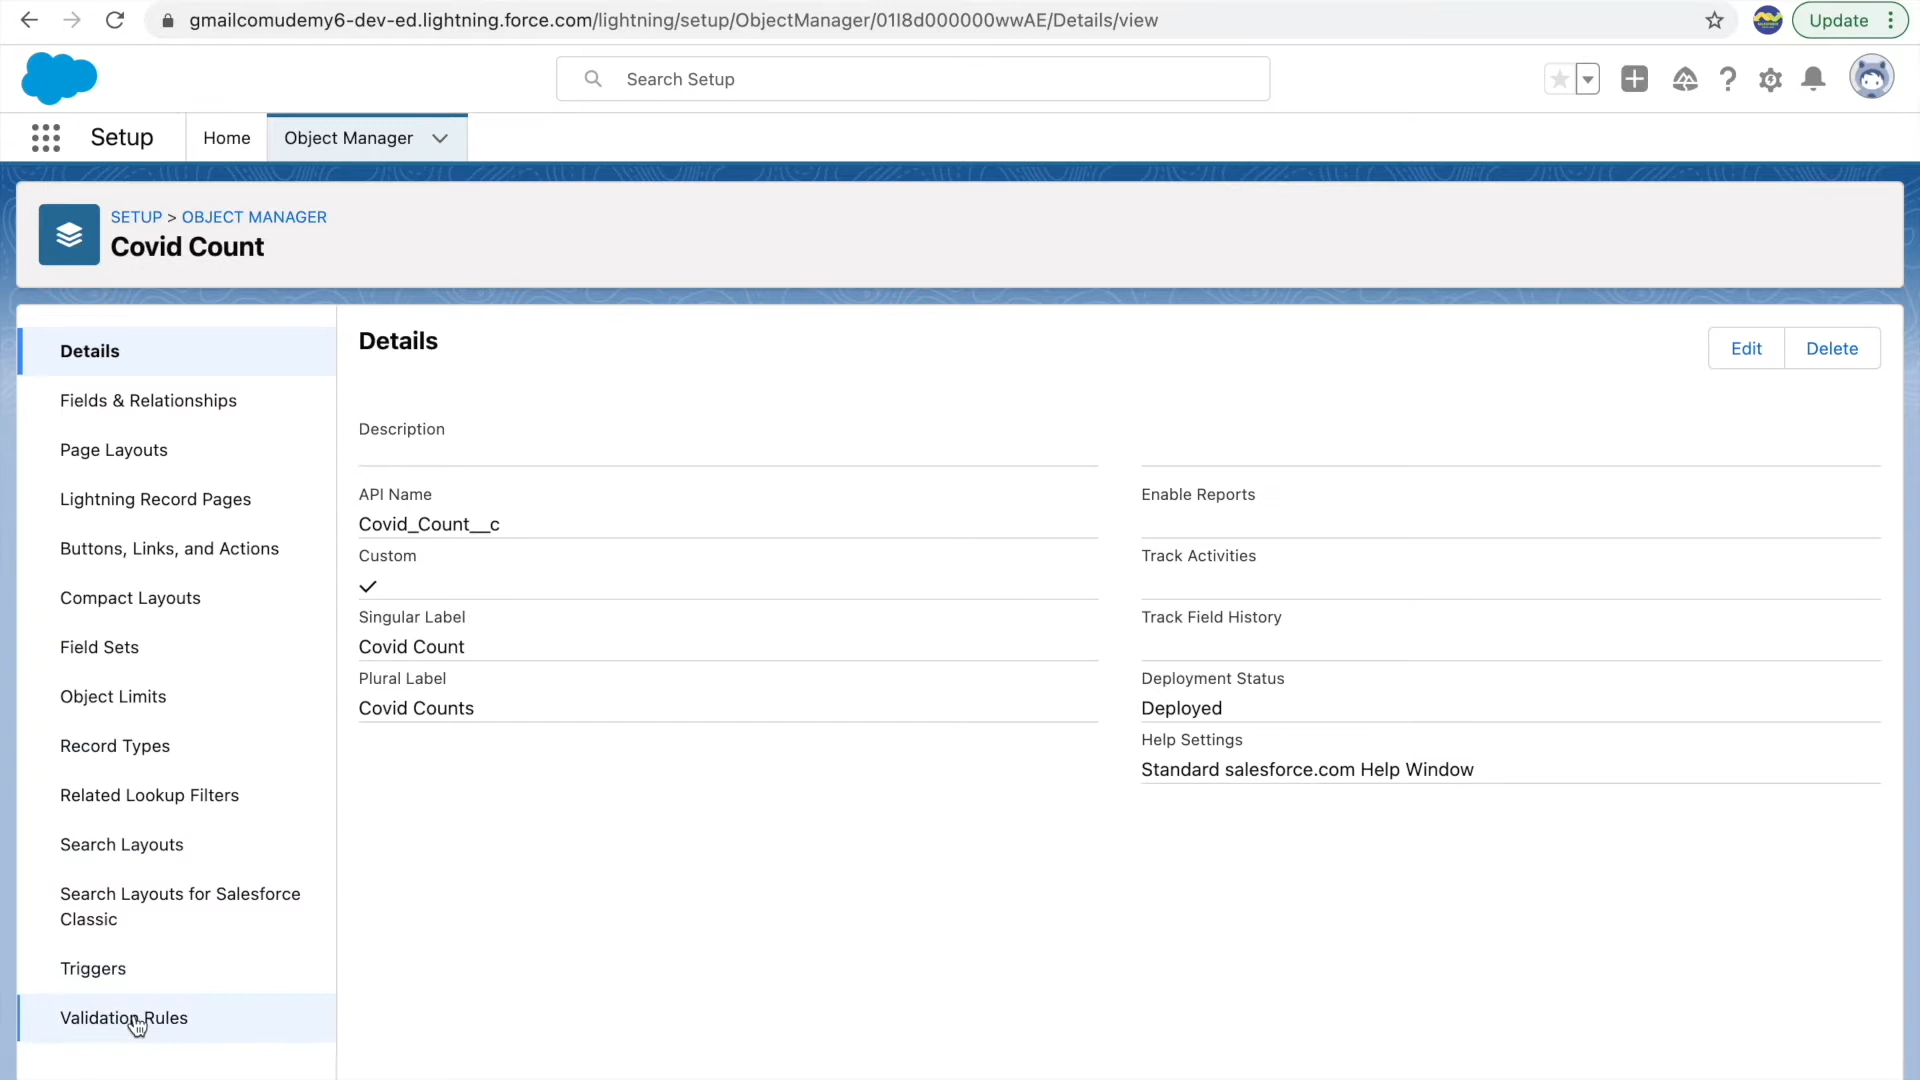 gmailcomudemy6-dev-ed.lightning.force.com/lightning/setup/ObjectManager/01I8d000000wwAE/Details/view
Update
Search Setup
Setup
Home
Object Manager
SETUP > OBJECT MANAGER
Covid Count
Details
Fields & Relationships
Page Layouts
Lightning Record Pages
Buttons, Links, and Actions
Compact Layouts
Field Sets
Object Limits
Record Types
Related Lookup Filters
Search Layouts
Search Layouts for Salesforce
Classic
Triggers
Validation Rules
Details
Edit
Delete
Description
API Name
Covid_Count__c
Custom
Singular Label
Covid Count
Plural Label
Covid Counts
Enable Reports
Track Activities
Track Field History
Deployment Status
Deployed
Help Settings
Standard salesforce.com Help Window